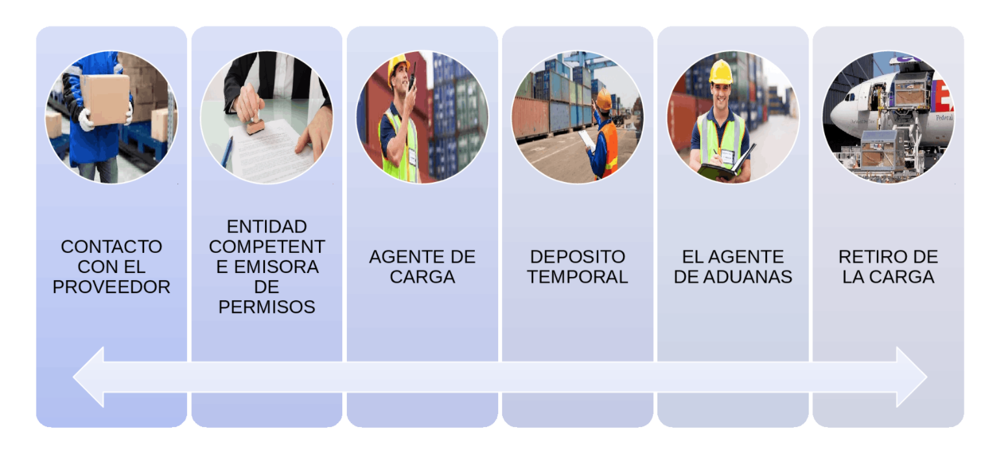 CONTACTO
CON EL
PROVEEDOR
ENTIDAD
COMPETENT
E EMISORA
DE
PERMISOS
AGENTE DE
CARGA
DEPOSITO
TEMPORAL
EL AGENTE
DE ADUANAS
RETIRO DE
LA CARGA
Federal